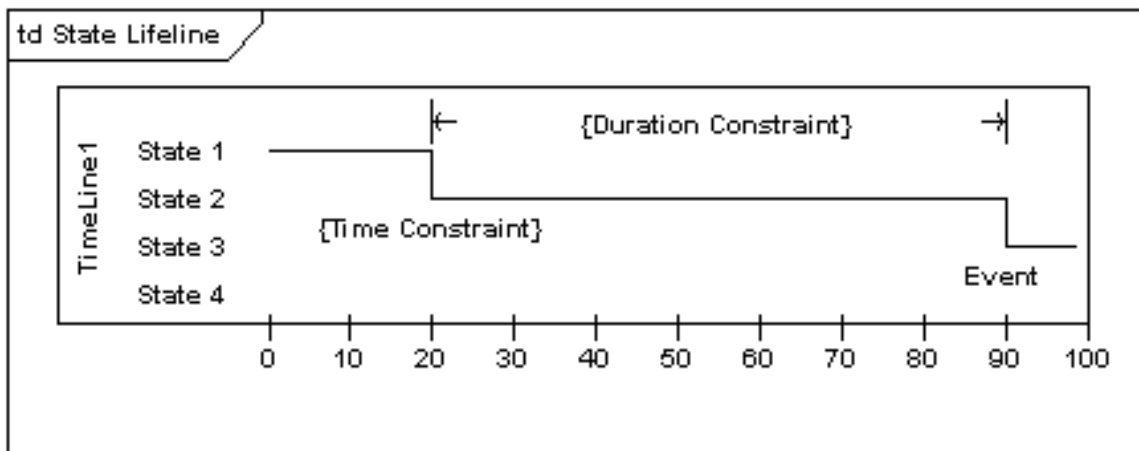 td State Lifeline
TimeLine1
{Duration Constraint}
State 1
State 2
{Time Constraint}
State 3
Event
State 4
0 10 20 30 40 50 60 70 80 90 100